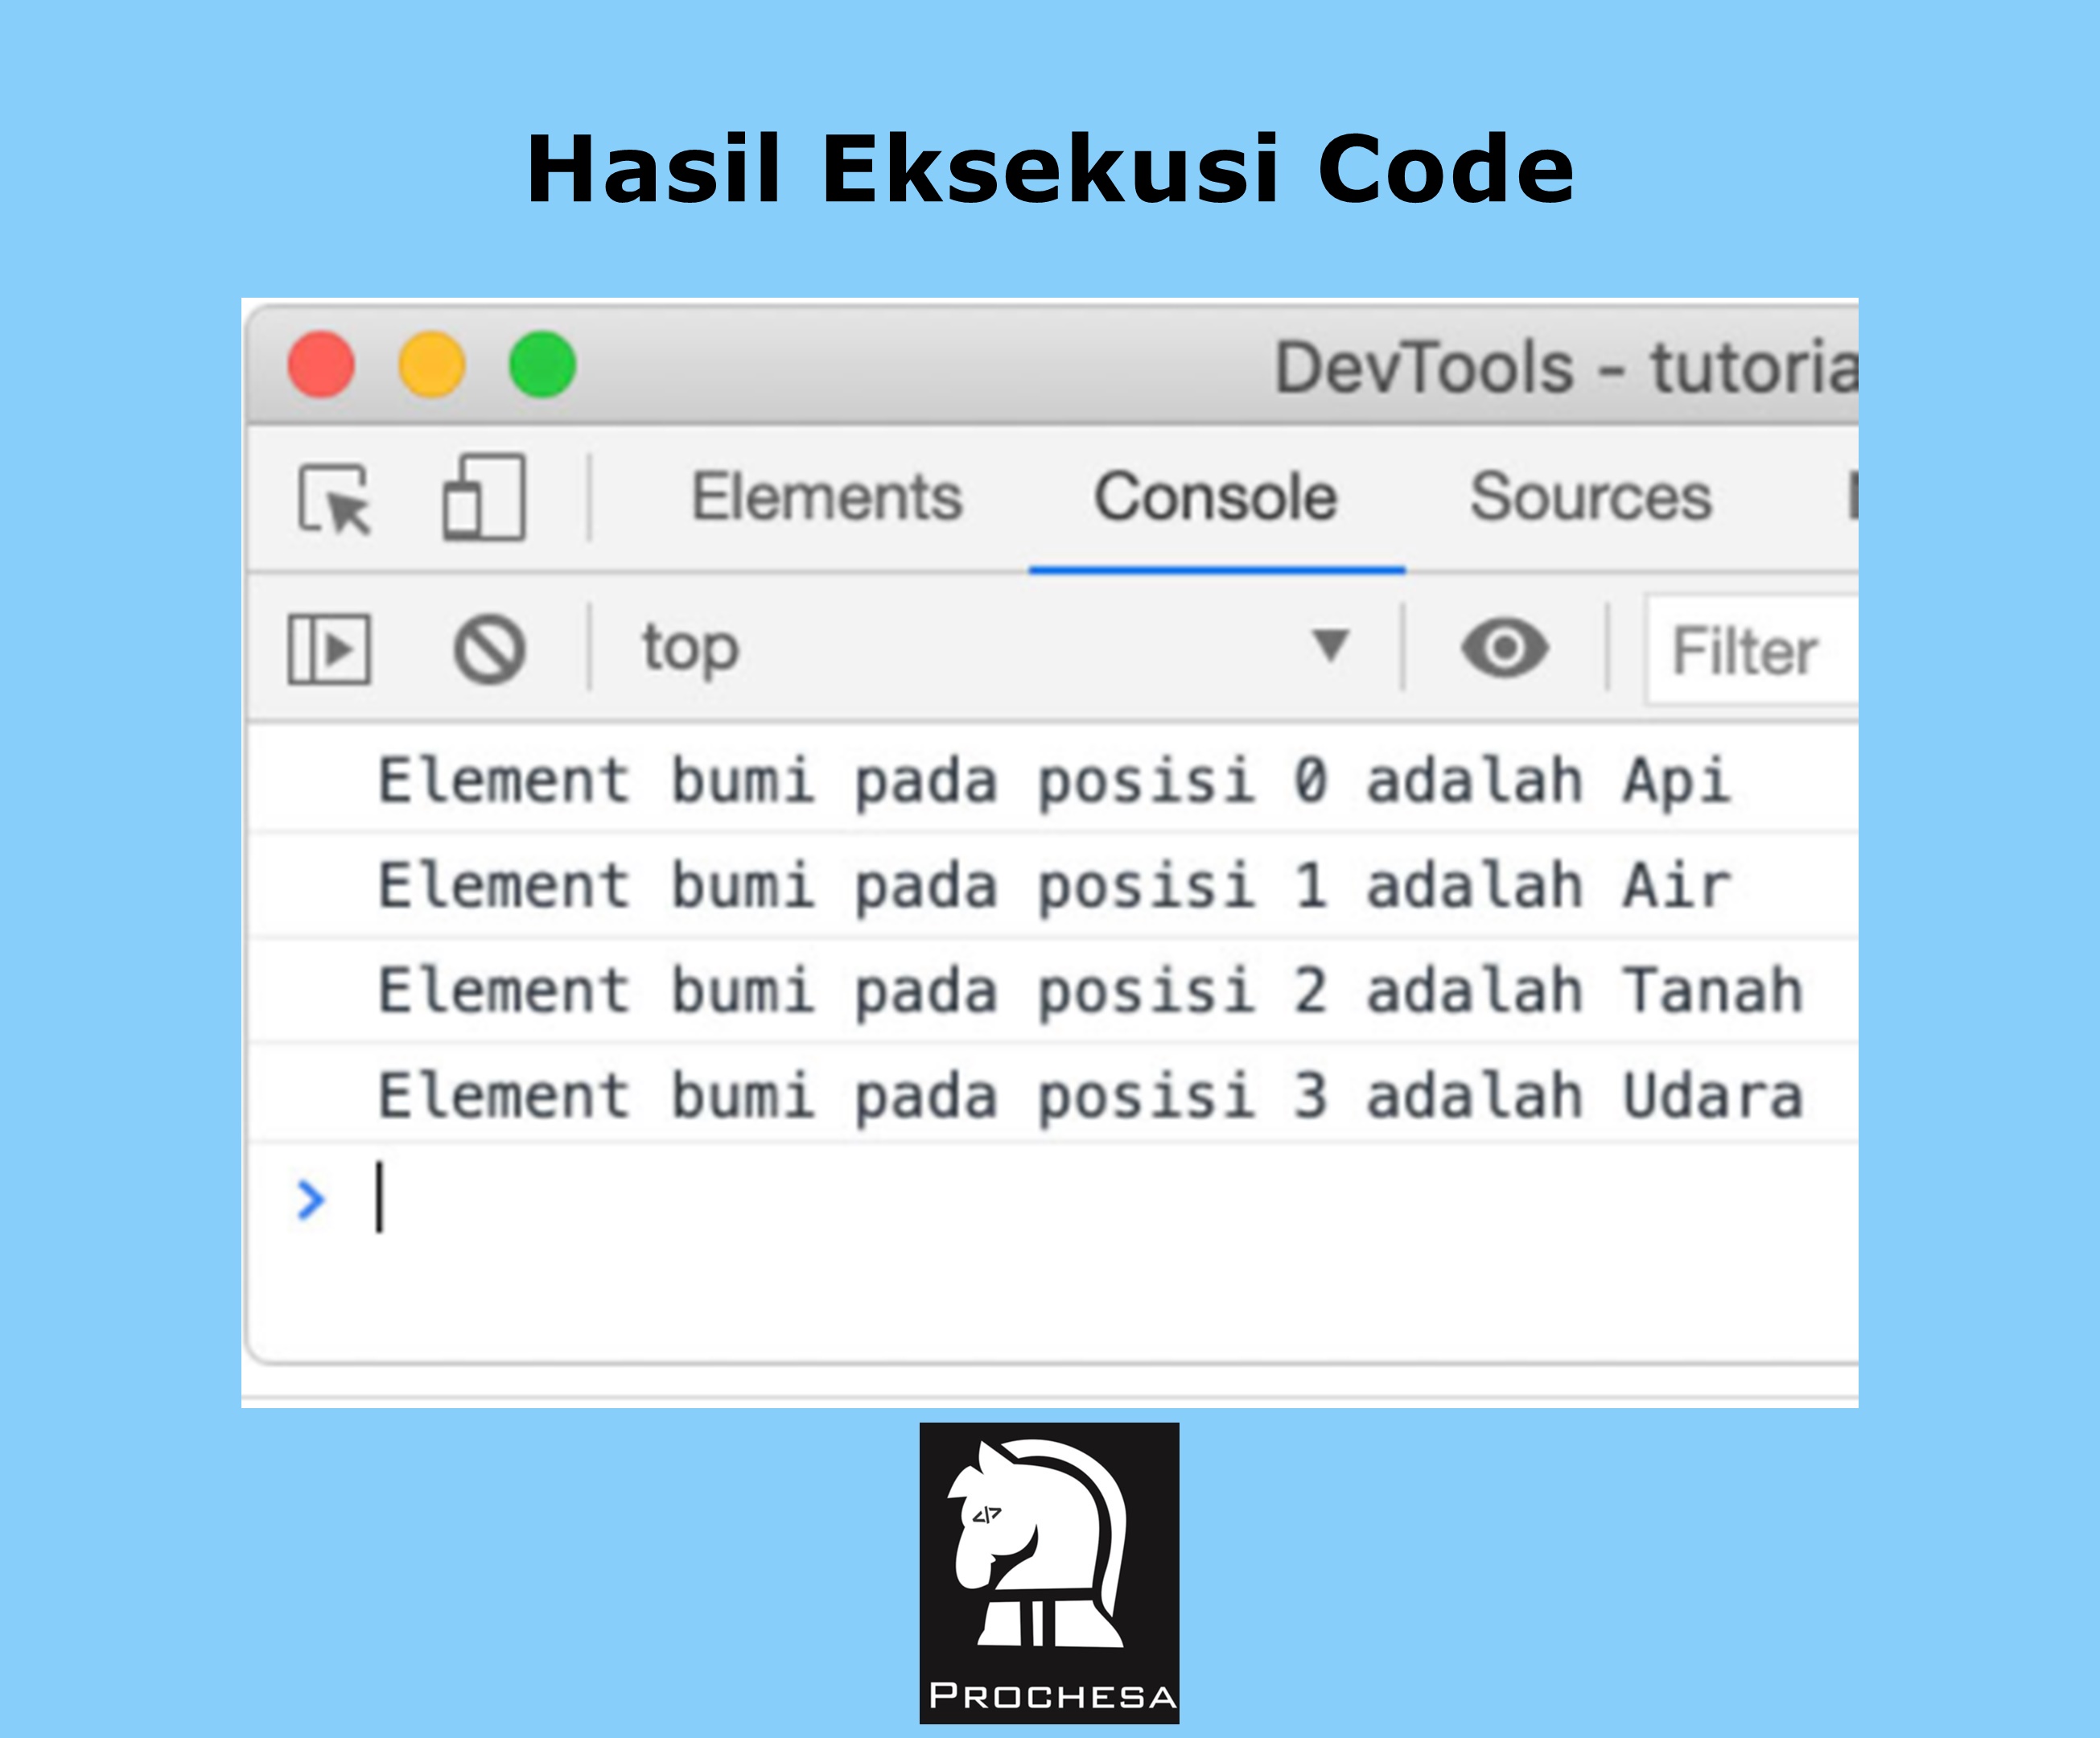 Hasil Eksekusi Code
DevTools - tutoria
Elements Console Sources
top Filter
Element bumi pada posisi 0 adalah Api
Element bumi pada posisi 1 adalah Air
Element bumi pada posisi 2 adalah Tanah
Element bumi pada posisi 3 adalah Udara
>
</>
PROCHESA